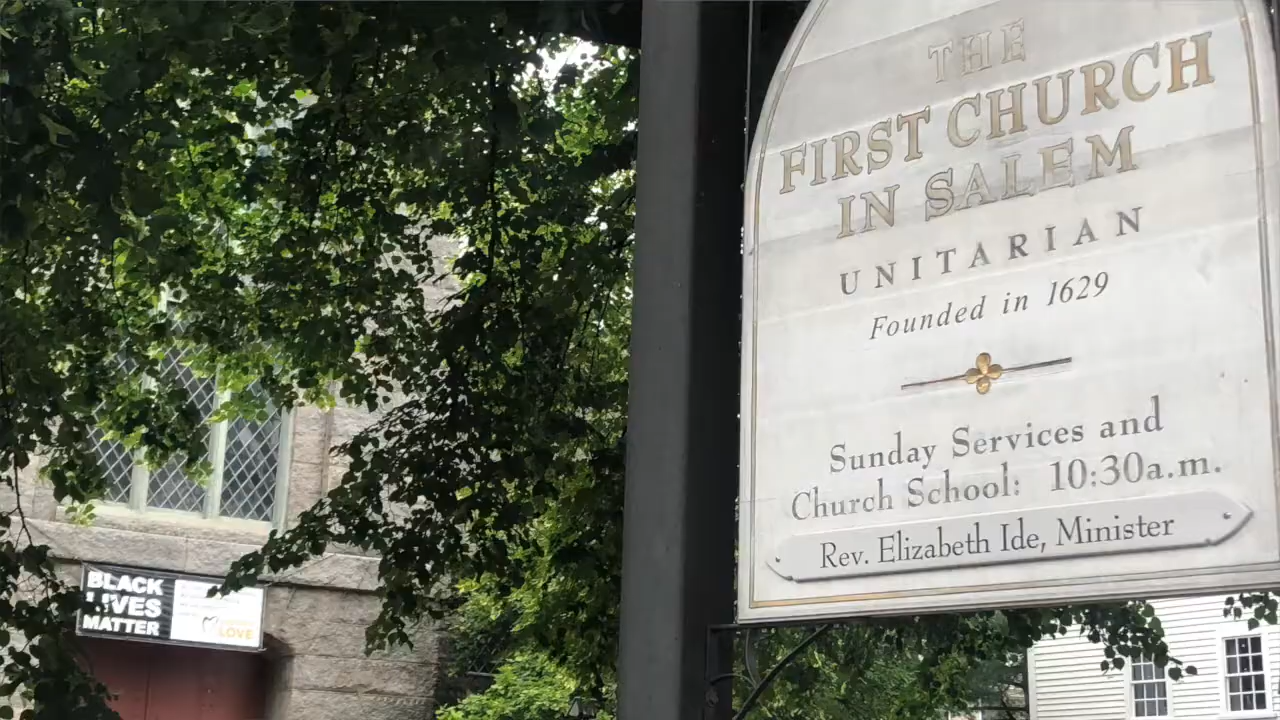 THE
FIRST CHURCH
IN SALEM
UNITARIAN
Founded in 1629
Sunday Services and
Church School: 10:30a.m.
Rev. Elizabeth Ide, Minister
BLACK
LIVES
MATTER
LOVE